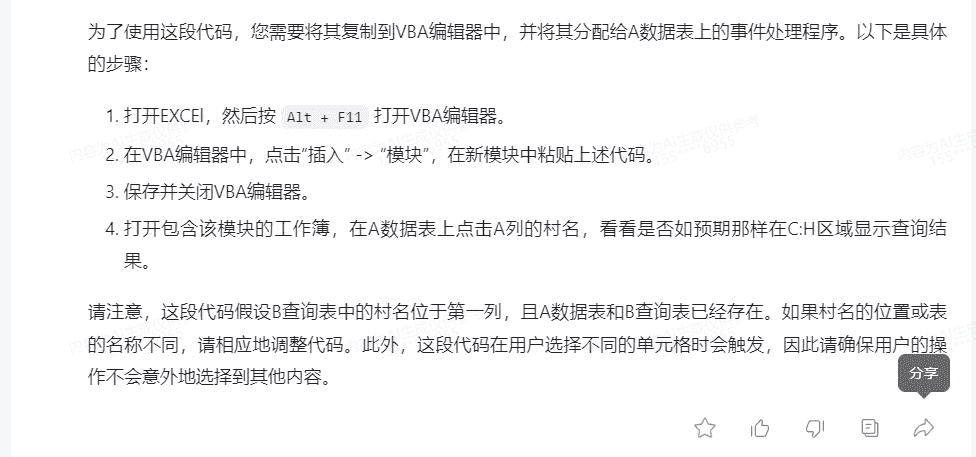 为了使用这段代码，您需要将其复制到VBA编辑器中，并将其分配给A数据表上的事件处理程序。以下是具体
的步骤：
1. 打开EXCEl，然后按 Alt + F11 打开VBA编辑器。
2. 在VBA编辑器中，点击“插入” -> “模块”，在新模块中粘贴上述代码。
3. 保存并关闭VBA编辑器。
4. 打开包含该模块的工作簿，在A数据表上点击A列的村名，看看是否如预期那样在C:H区域显示查询结
果。
请注意，这段代码假设B查询表中的村名位于第一列，且A数据表和B查询表已经存在。如果村名的位置或表
的名称不同，请相应地调整代码。此外，这段代码在用户选择不同的单元格时会触发，因此请确保用户的操
作不会意外地选择到其他内容。
分享